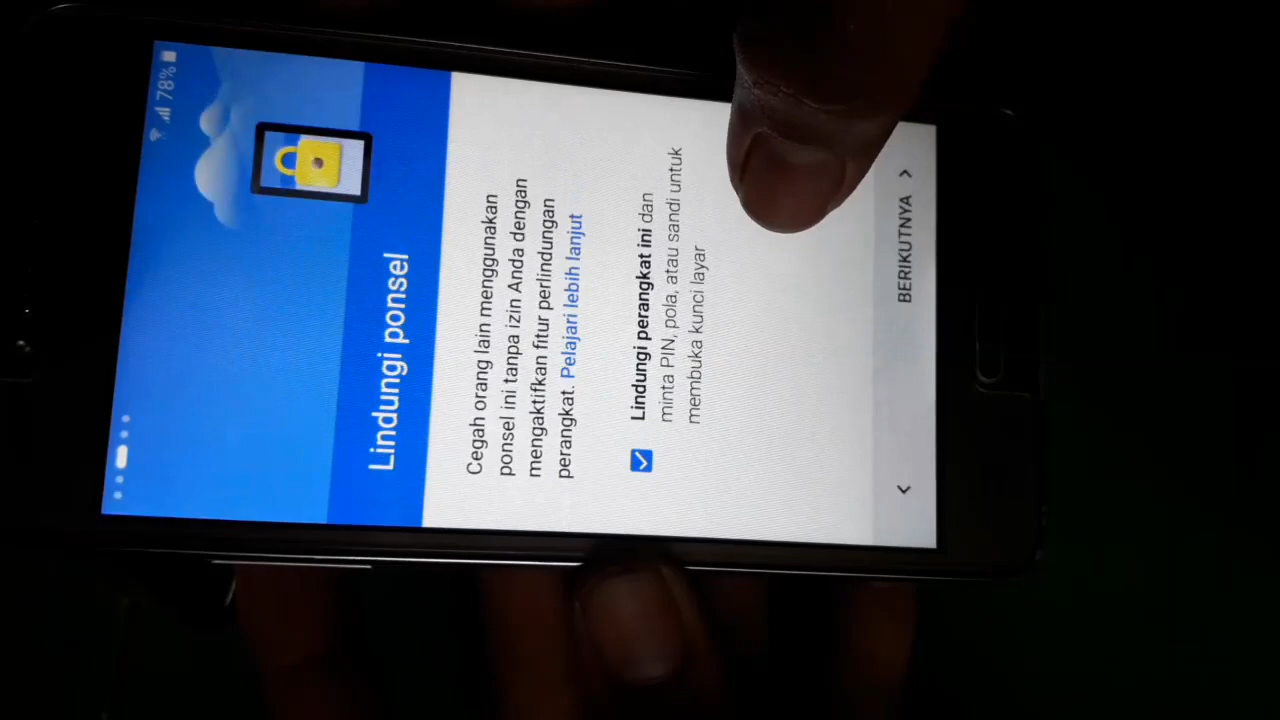 78%
Lindungi ponsel
Cegah orang lain menggunakan
ponsel ini tanpa izin Anda dengan
mengaktifkan fitur perlindungan
perangkat. Pelajari lebih lanjut
Lindungi perangkat ini dan
minta PIN, pola, atau sandi untuk
membuka kunci layar
BERIKUTNYA